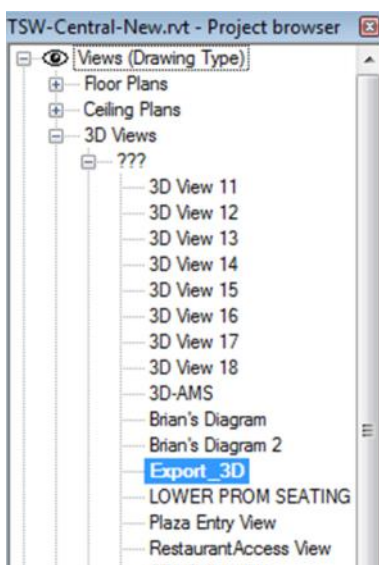 TSW-Central-New.rvt - Project browser
Views (Drawing Type)
Floor Plans
Ceiling Plans
3D Views
???
3D View 11
3D View 12
3D View 13
3D View 14
3D View 15
3D View 16
3D View 17
3D View 18
3D-AMS
Brian's Diagram
Brian's Diagram 2
Export_3D
LOWER PROM SEATING
Plaza Entry View
RestaurantAccess View